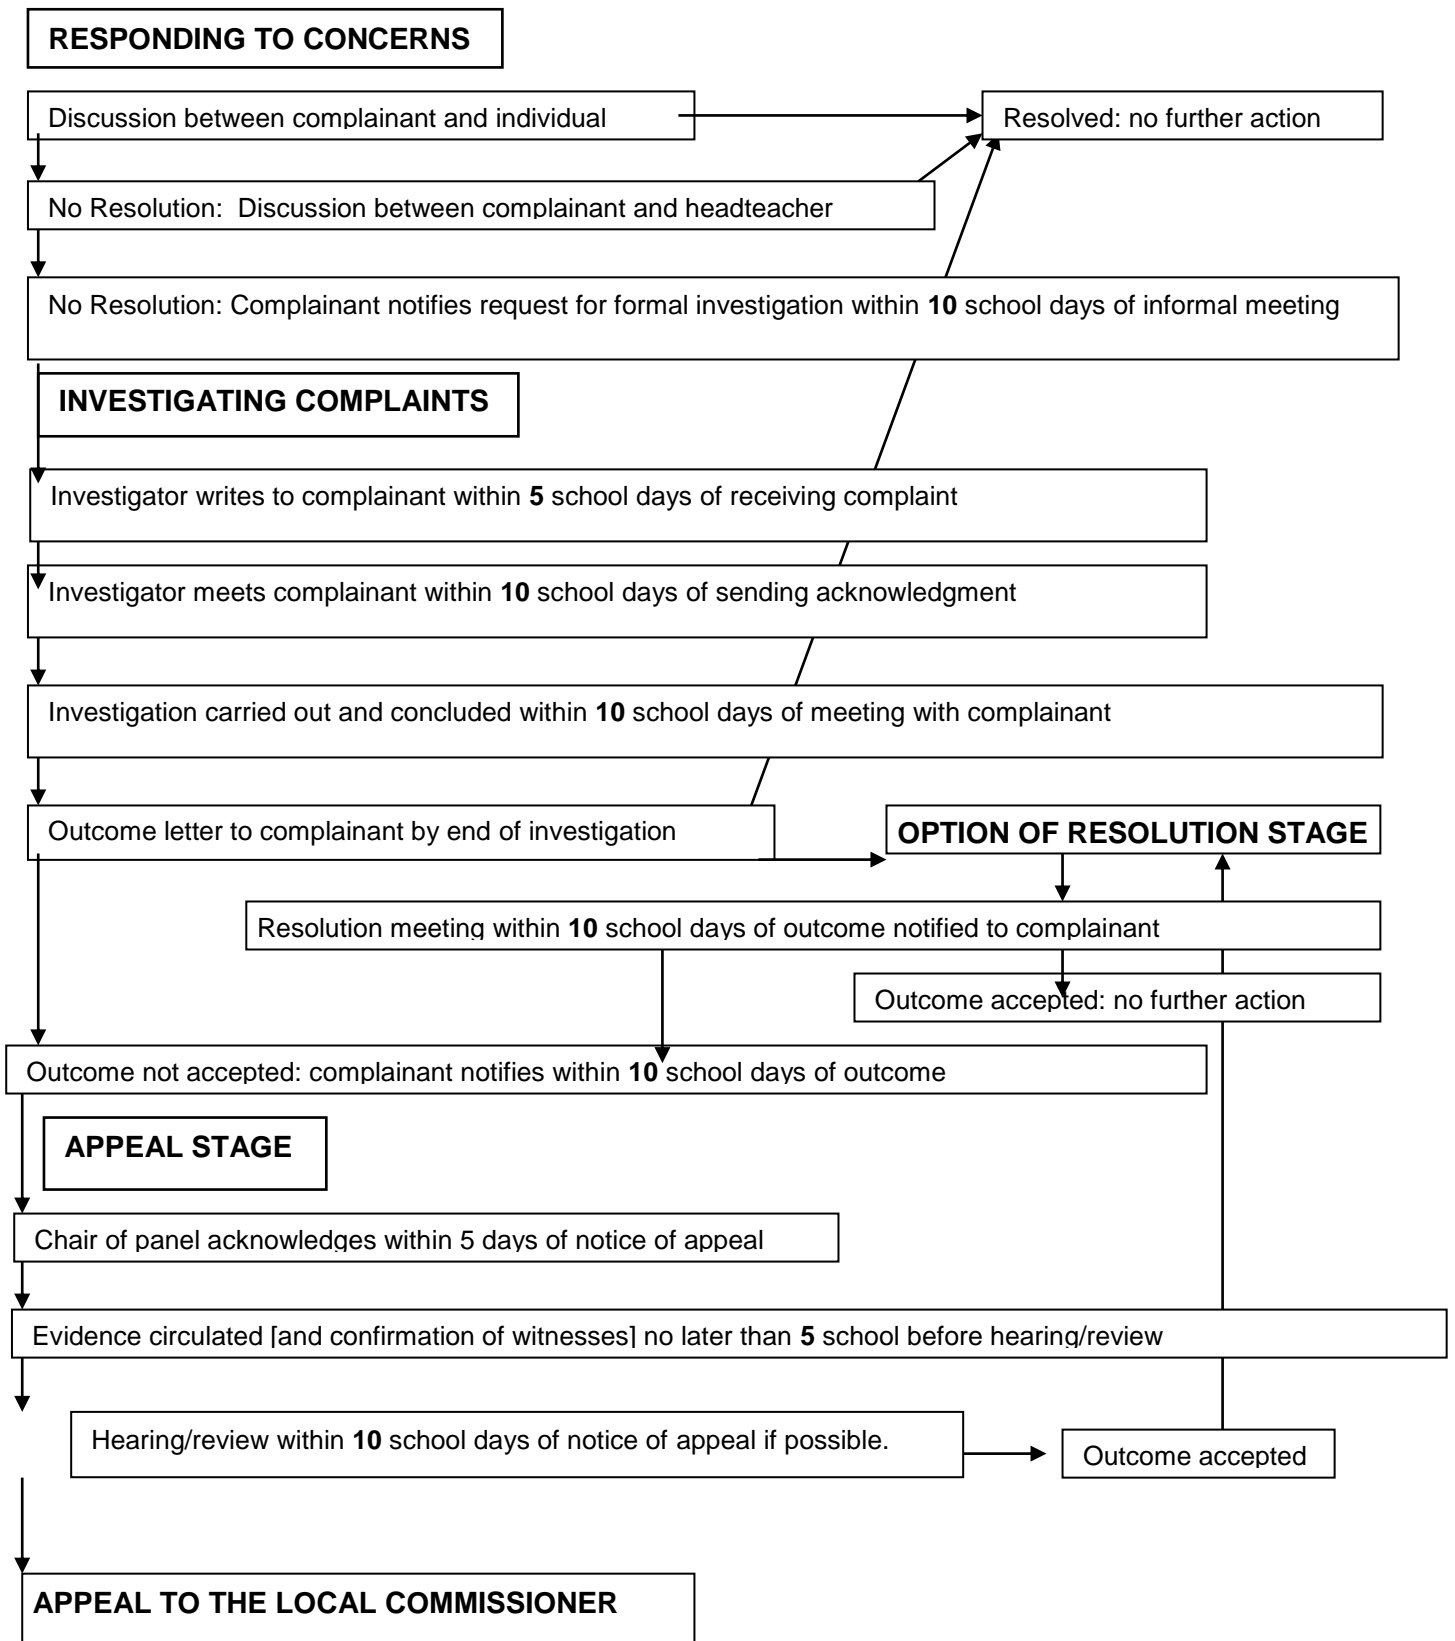 RESPONDING TO CONCERNS
Discussion between complainant and individual
Resolved: no further action
No Resolution:  Discussion between complainant and headteacher
No Resolution: Complainant notifies request for formal investigation within 10 school days of informal meeting
INVESTIGATING COMPLAINTS
Investigator writes to complainant within 5 school days of receiving complaint
Investigator meets complainant within 10 school days of sending acknowledgment
Investigation carried out and concluded within 10 school days of meeting with complainant
Outcome letter to complainant by end of investigation
OPTION OF RESOLUTION STAGE
Resolution meeting within 10 school days of outcome notified to complainant
Outcome accepted: no further action
Outcome not accepted: complainant notifies within 10 school days of outcome
APPEAL STAGE
Chair of panel acknowledges within 5 days of notice of appeal
Evidence circulated [and confirmation of witnesses] no later than 5 school before hearing/review
Hearing/review within 10 school days of notice of appeal if possible.
Outcome accepted
APPEAL TO THE LOCAL COMMISSIONER